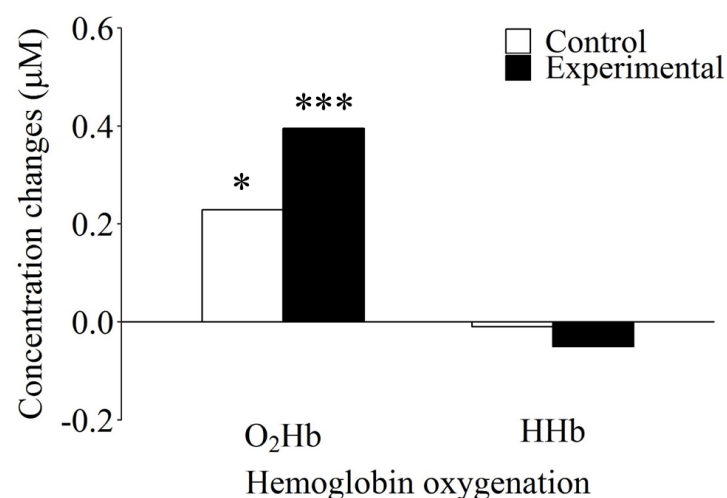 Concentration changes (μM)
0.6
0.4
0.2
0.0
-0.2
Control
Experimental
*
***
O₂Hb
HHb
Hemoglobin oxygenation